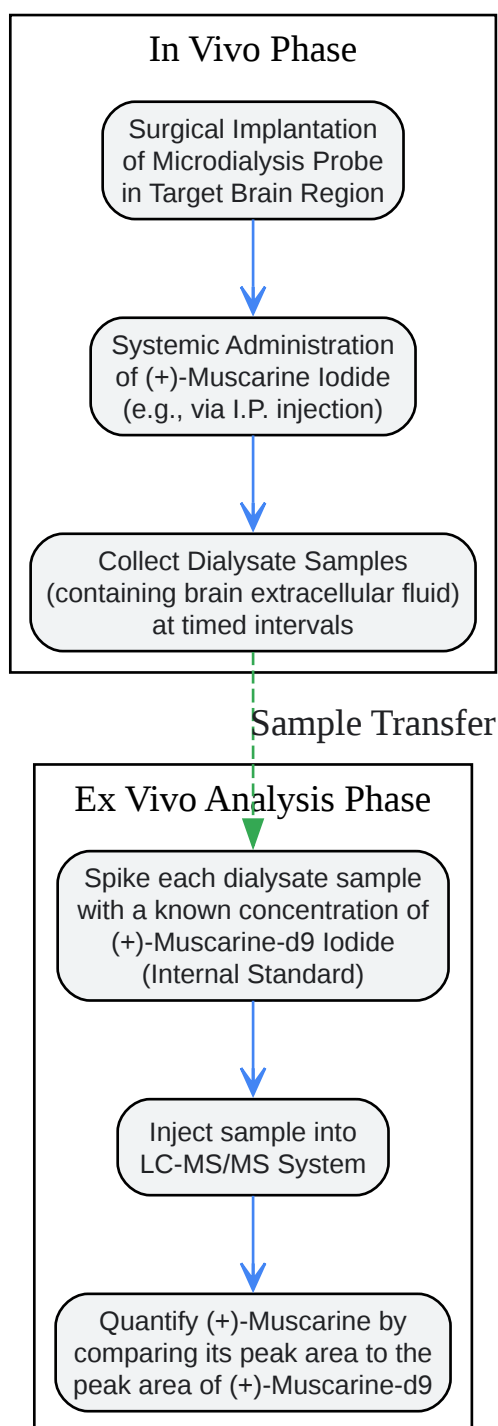 In Vivo Phase
Surgical Implantation
of Microdialysis Probe
in Target Brain Region
Systemic Administration
of (+)-Muscarine Iodide
(e.g., via I.P. injection)
Collect Dialysate Samples
(containing brain extracellular fluid)
at timed intervals
Sample Transfer
Ex Vivo Analysis Phase
Spike each dialysate sample
with a known concentration of
(+)-Muscarine-d9 Iodide
(Internal Standard)
Inject sample into
LC-MS/MS System
Quantify (+)-Muscarine by
comparing its peak area to the
peak area of (+)-Muscarine-d9